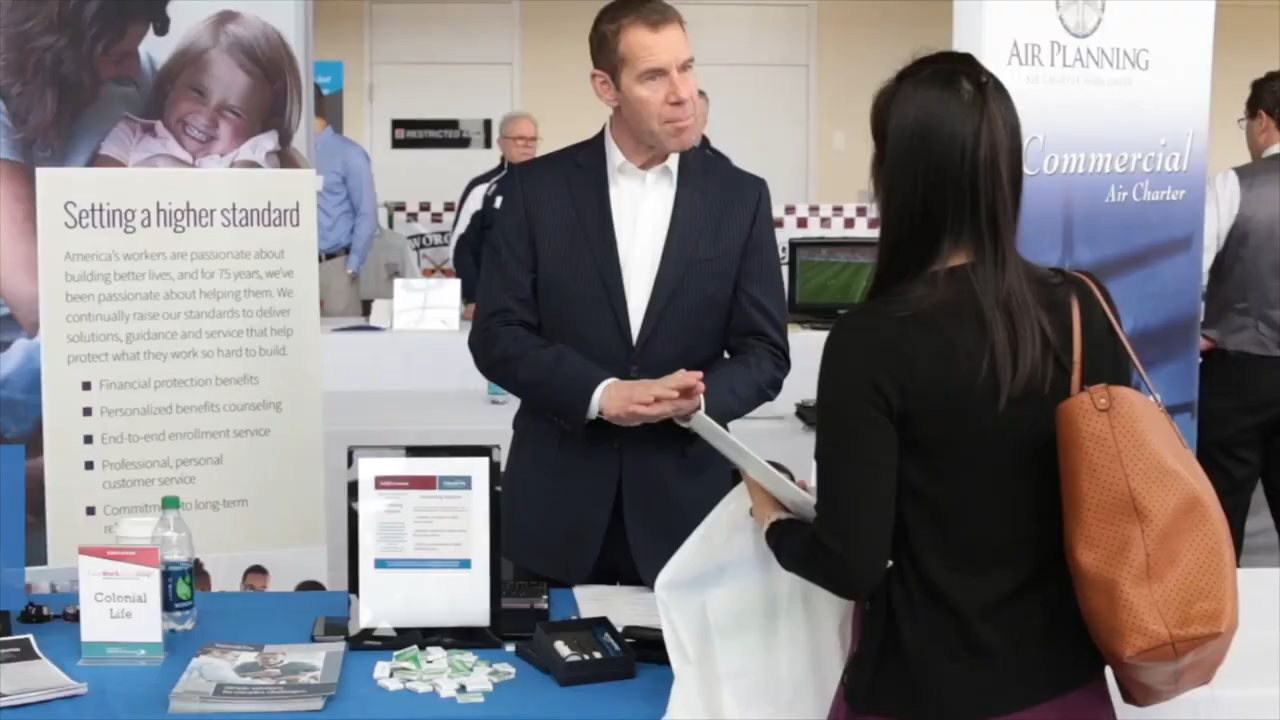 Setting a higher standard
America's workers are passionate about
building better lives, and for 75 years, we've
been passionate about helping them. We
continually raise our standards to deliver
solutions, guidance and service that help
protect what they work so hard to build.
Financial protection benefits
Personalized benefits counseling
End-to-end enrollment service
Professional, personal
customer service
Commitment to long-term
RESTRICTED
WORC
AIR PLANNING
Commercial
Air Charter
Colonial
Life